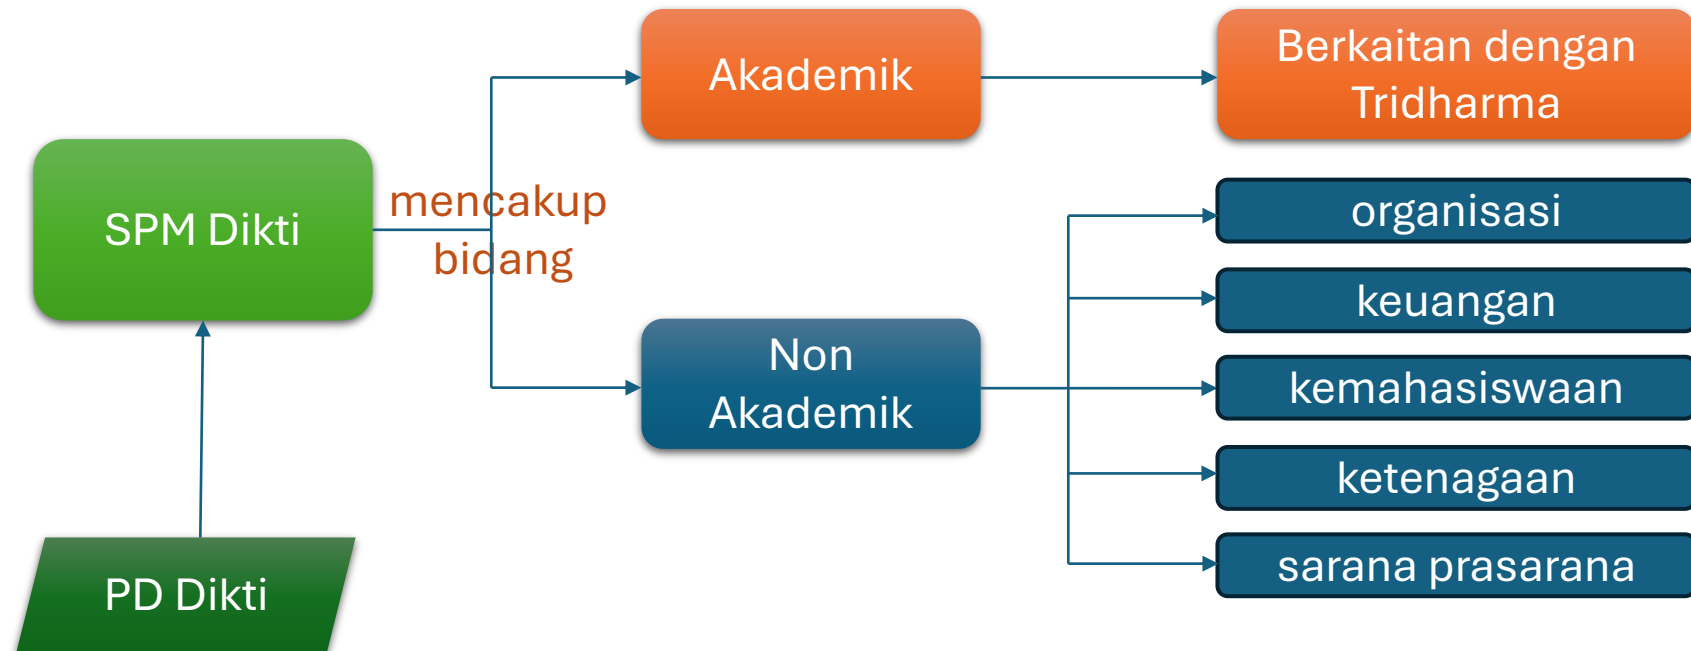 SPM Dikti
mencakup
bidang
Akademik
Berkaitan dengan
Tridharma
Non
Akademik
organisasi
keuangan
kemahasiswaan
ketenagaan
sarana prasarana
PD Dikti